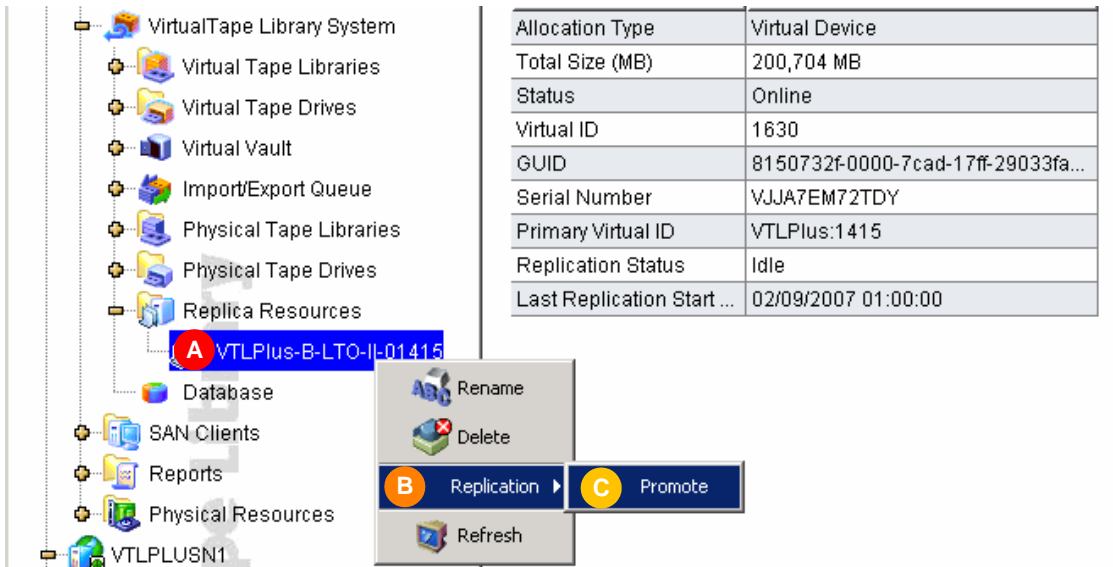 VirtualTape Library System
Virtual Tape Libraries
Virtual Tape Drives
Virtual Vault
Import/Export Queue
Physical Tape Libraries
Physical Tape Drives
Replica Resources
A VTLPlus-B-LTO-II-01415
Database
SAN Clients
Reports
Physical Resources
VTLPLUSN1
pe Library
Allocation Type Virtual Device
Total Size (MB) 200,704 MB
Status Online
Virtual ID 1630
GUID 8150732f-0000-7cad-17ff-29033fa...
Serial Number VJJA7EM72TDY
Primary Virtual ID VTLPlus:1415
Replication Status Idle
Last Replication Start ... 02/09/2007 01:00:00
ABC Rename
Delete
B Replication C Promote
Refresh